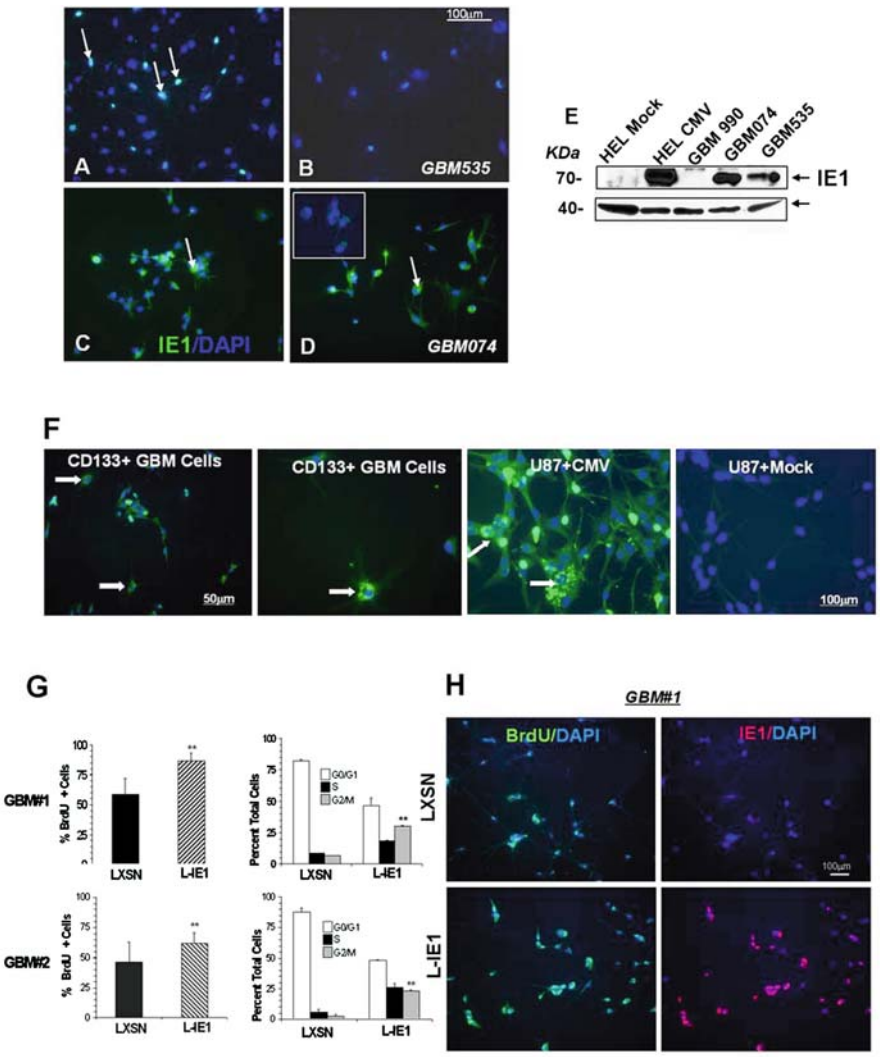 100µm
A
B
GBM535
C
IE1/DAPI
D
GBM074
E
HEL Mock
HEL CMV
GBM 990
GBM074
GBM535
KDa
70-
IE1
40-
F
CD133+ GBM Cells
50µm
CD133+ GBM Cells
U87+CMV
U87+Mock
100µm
G
GBM#1
% BrdU +Cells
100
75
50
25
**
LXSN
L-IE1
Percent Total Cells
100
75
50
25
0
G0/G1
S
G2/M
**
LXSN
L-IE1
GBM#2
% BrdU +Cells
100
75
50
25
0
**
LXSN
L-IE1
Percent Total Cells
100
75
50
25
0
G0/G1
S
G2/M
**
LXSN
L-IE1
H
GBM#1
BrdU/DAPI
IE1/DAPI
LXSN
100µm
L-IE1